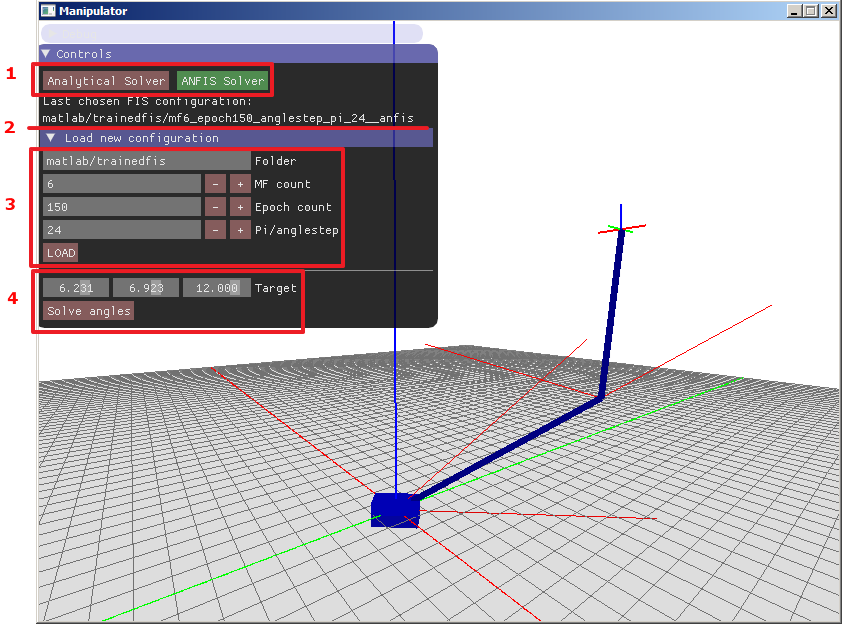 Manipulator
Controls
1
Analytical Solver ANFIS Solver
Last chosen FIS configuration:
matlab/trainedfis/mf6_epoch150_anglestep_pi_24__anfis
2
Load new configuration
matlab/trainedfis Folder
6 - + MF count
3
150 - + Epoch count
24 - + Pi/anglestep
LOAD
4
6.231 6.923 12.000 Target
Solve angles